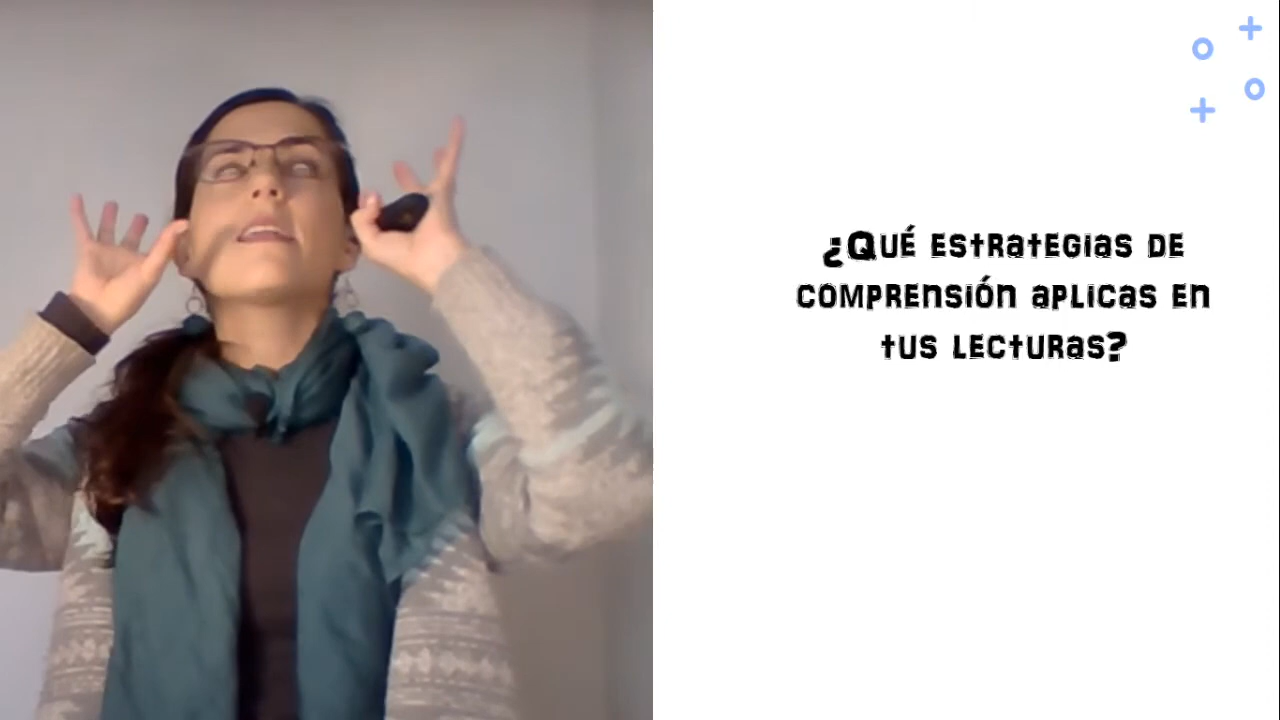 ¿Qué estrategias de
comprensión aplicas en
tus lecturas?